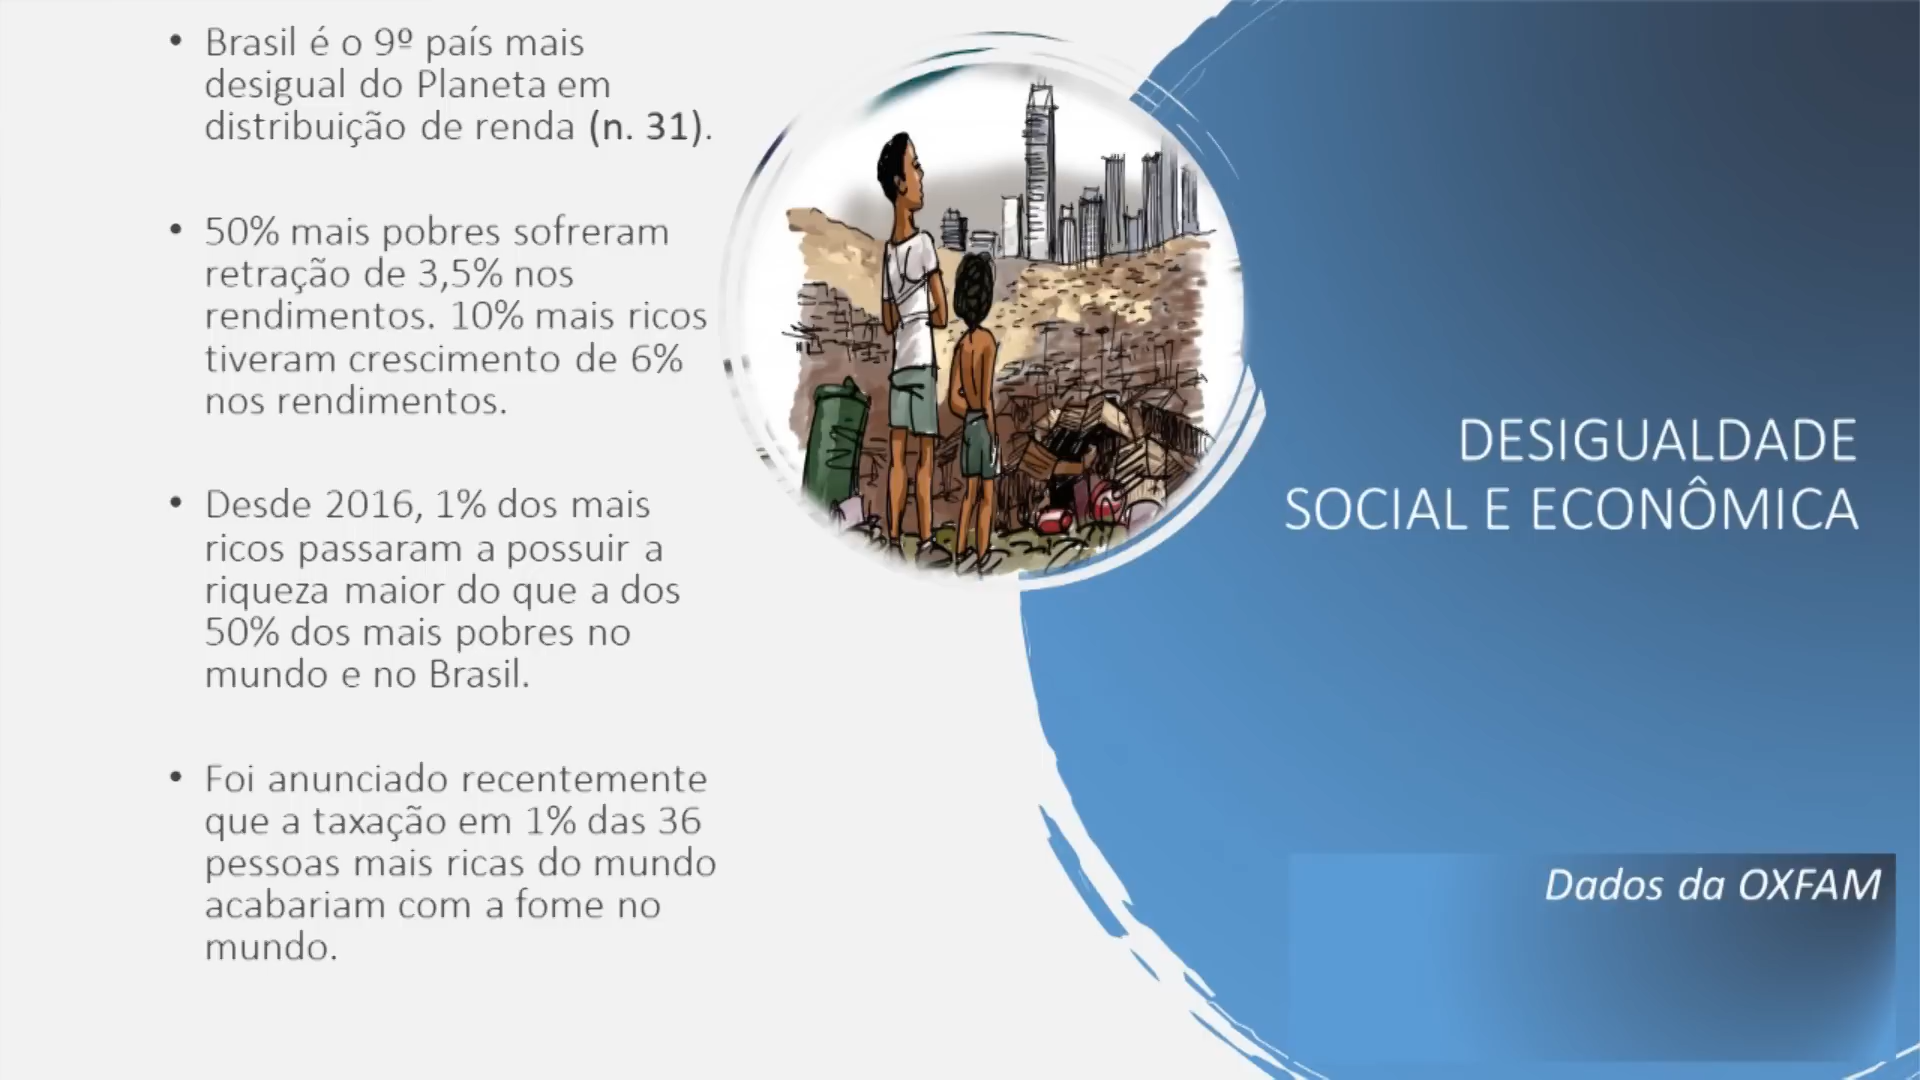 • Brasil é o 9º país mais
desigual do Planeta em
distribuição de renda (n. 31).
• 50% mais pobres sofreram
retração de 3,5% nos
rendimentos. 10% mais ricos
tiveram crescimento de 6%
nos rendimentos.
• Desde 2016, 1% dos mais
ricos passaram a possuir a
riqueza maior do que a dos
50% dos mais pobres no
mundo e no Brasil.
• Foi anunciado recentemente
que a taxação em 1% das 36
pessoas mais ricas do mundo
acabariam com a fome no
mundo.
DESIGUALDADE
SOCIAL E ECONÔMICA
Dados da OXFAM